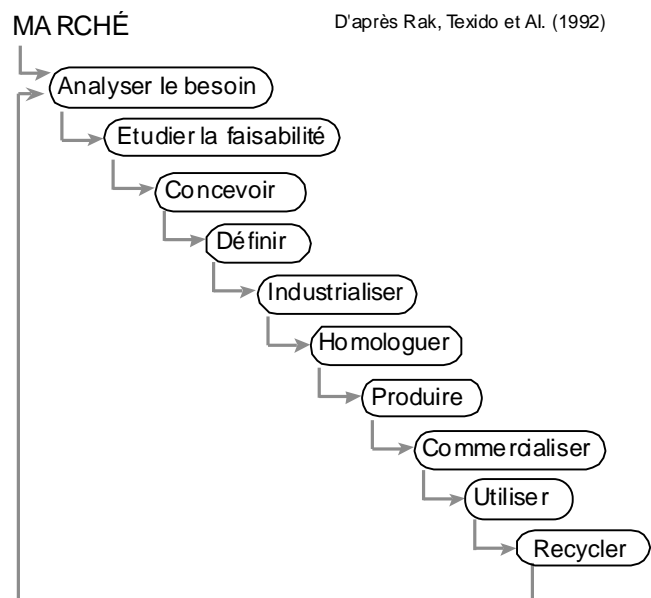 MARCHÉ
D'après Rak, Texido et Al. (1992)
Analyser le besoin
Etudier la faisabilité
Concevoir
Définir
Industrialiser
Homologuer
Produire
Commercialiser
Utiliser
Recycler